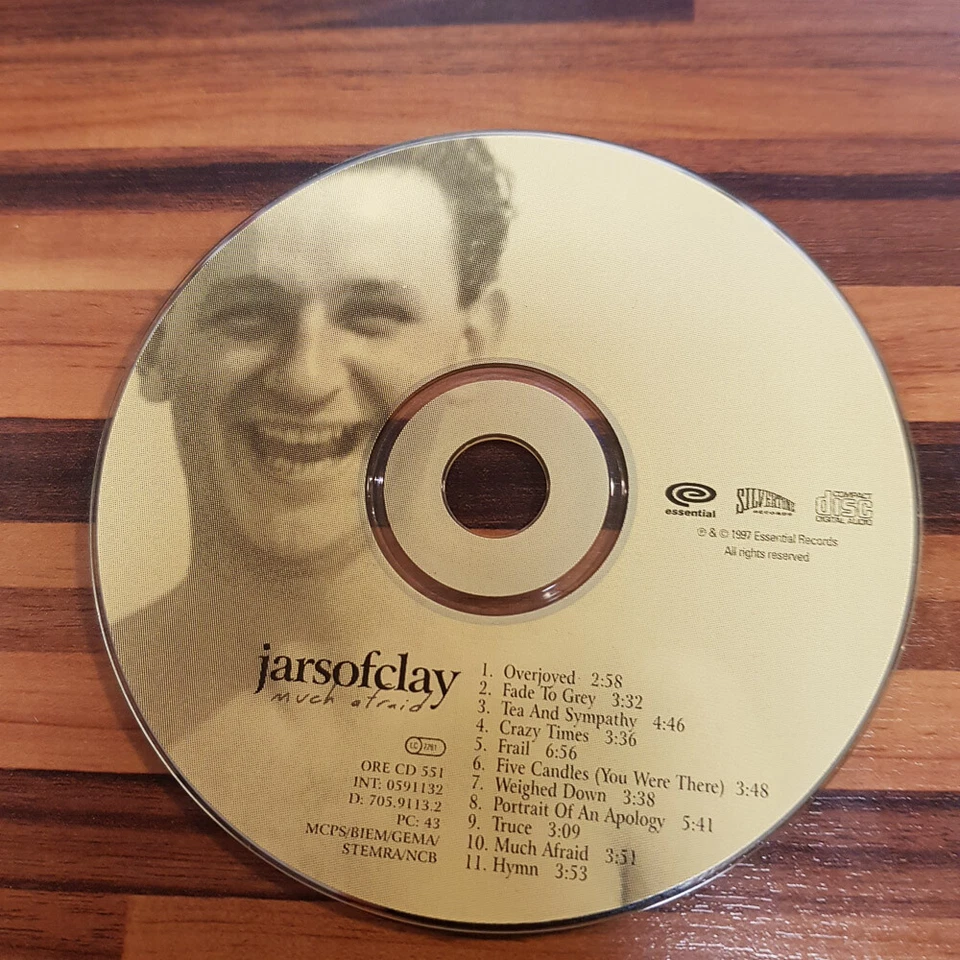 essential
SILVERTONE
RECORDS
COMPACT
disc
DIGITAL AUDIO
℗ & © 1997 Essential Records
All rights reserved
jarsofclay
much afraid
LC 7781
ORE CD 551
INT: 0591132
D: 705.9113.2
PC: 43
MCPS/BIEM/GEMA/
STEMRA/NCB
1. Overjoyed 2:58
2. Fade To Grey 3:32
3. Tea And Sympathy 4:46
4. Crazy Times 3:36
5. Frail 6:56
6. Five Candles (You Were There) 3:48
7. Weighed Down 3:38
8. Portrait Of An Apology 5:41
9. Truce 3:09
10. Much Afraid 3:51
11. Hymn 3:53